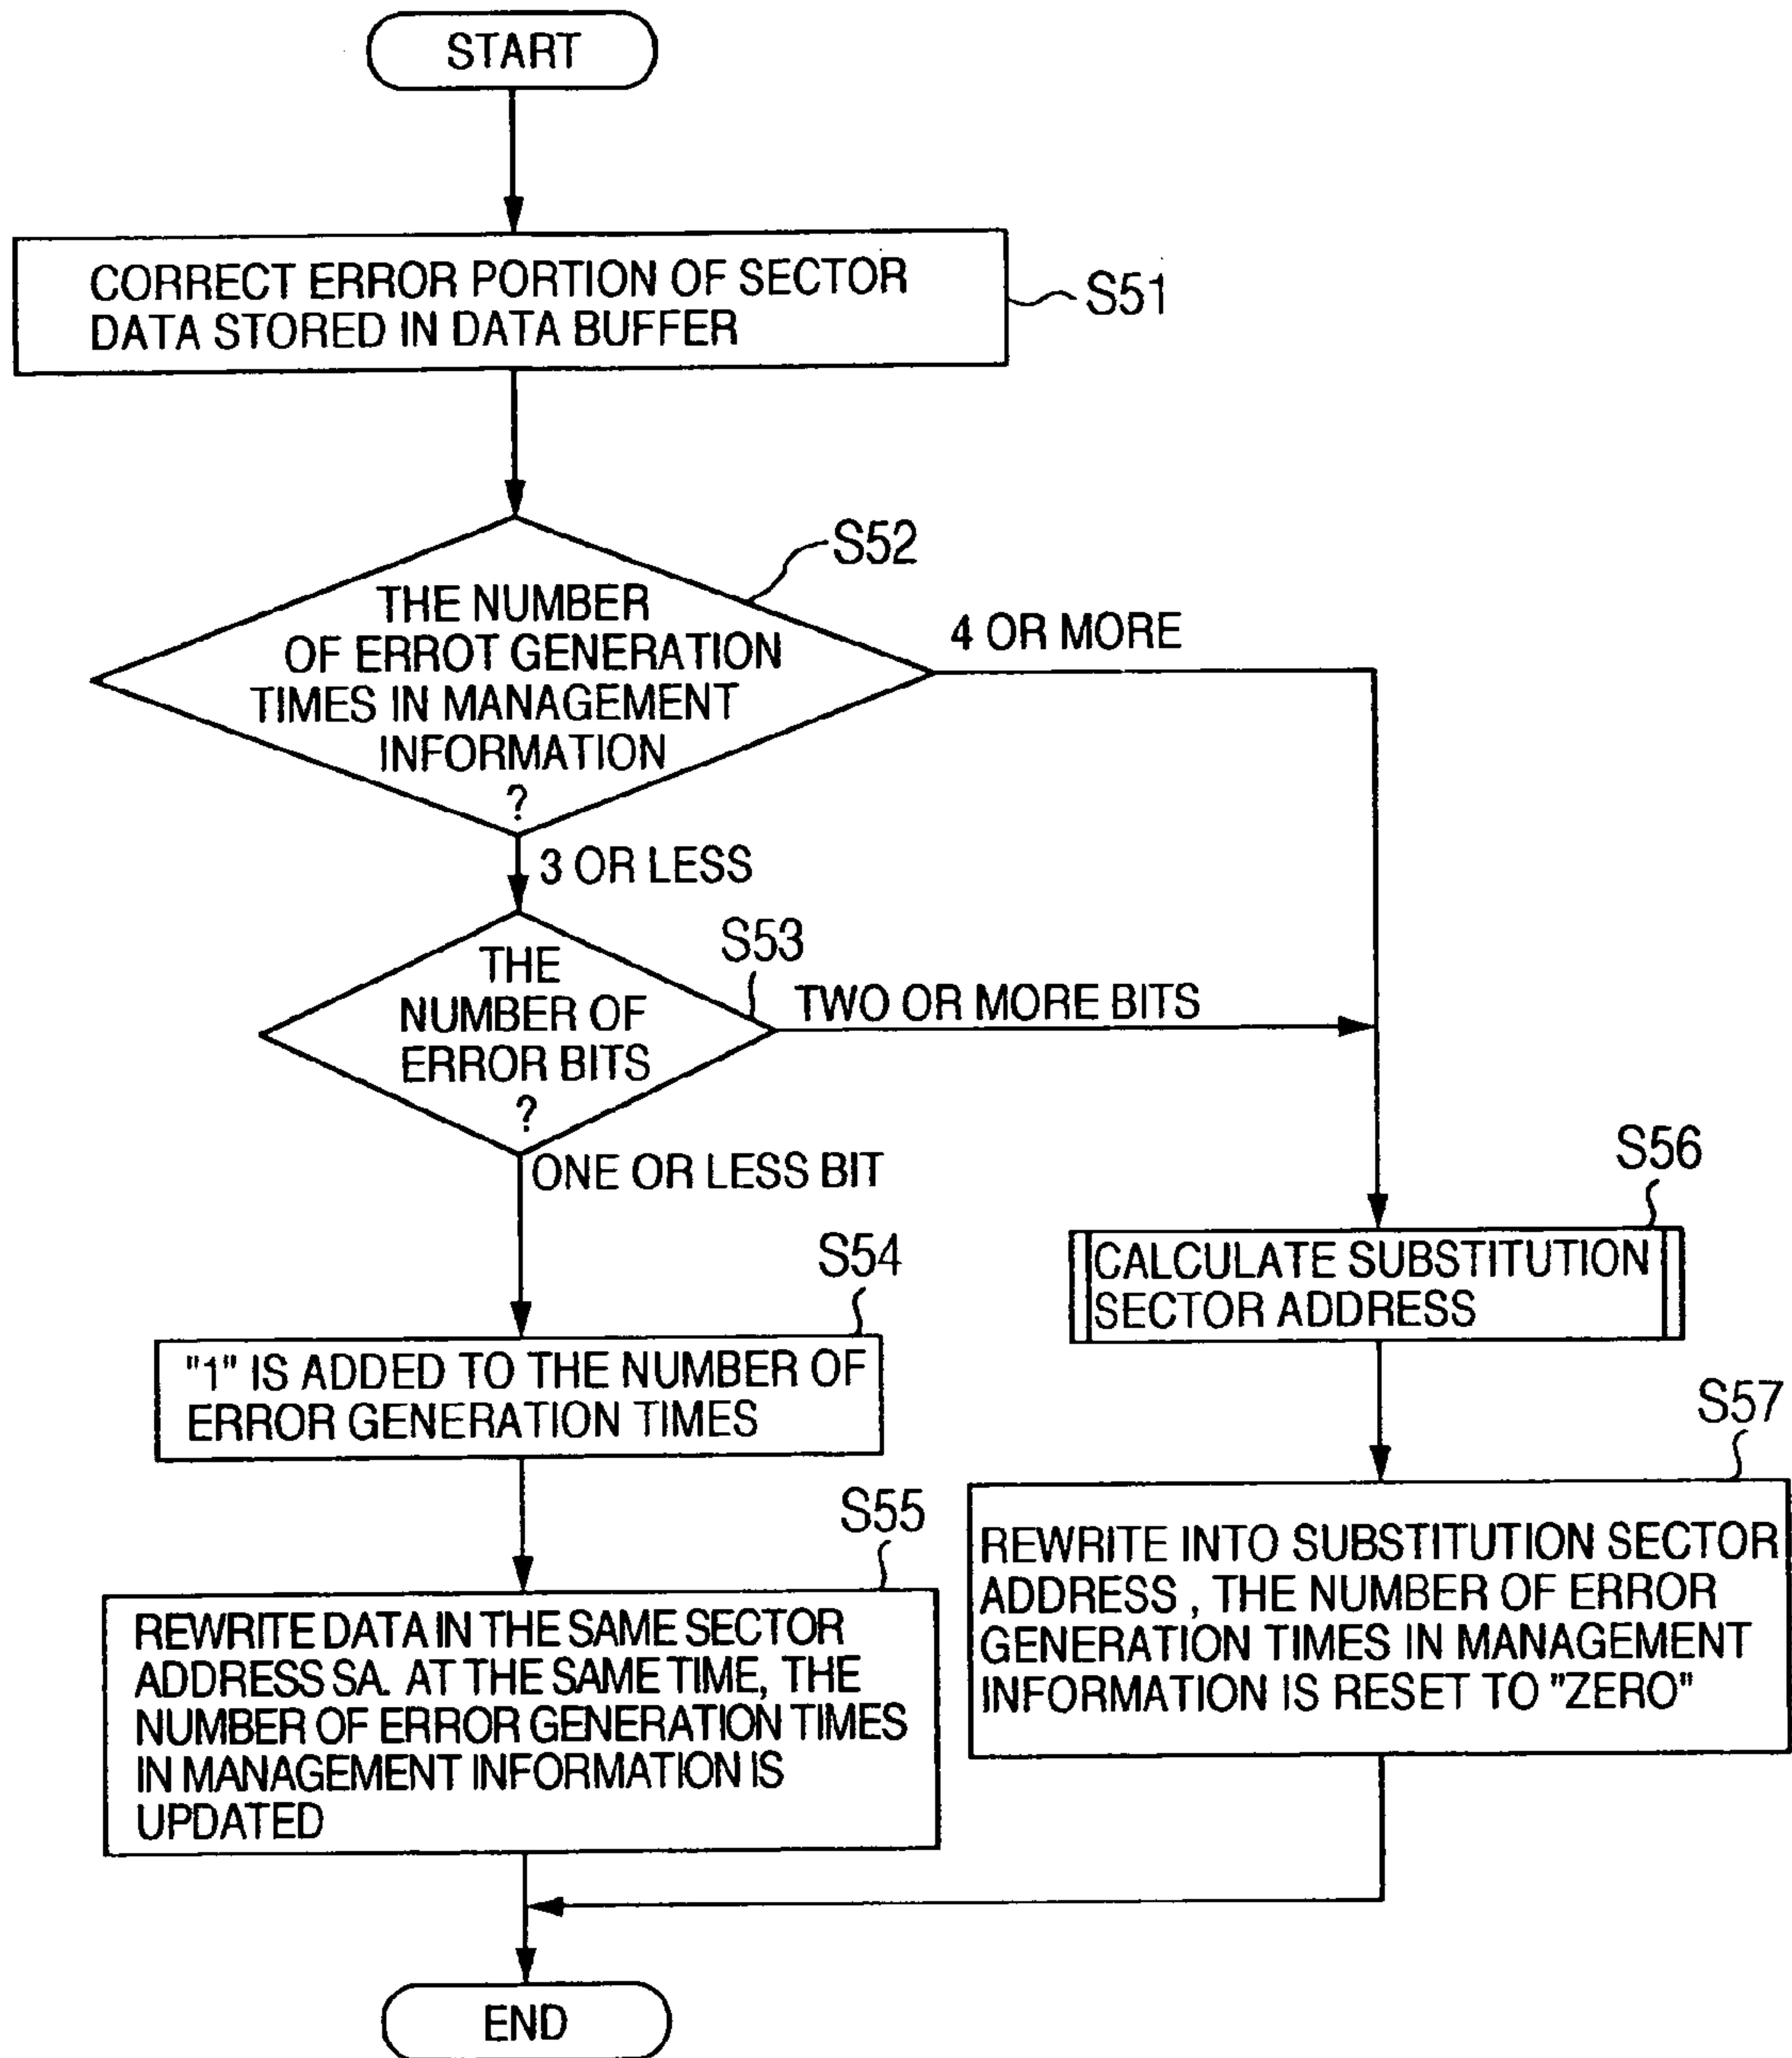 START
CORRECT ERROR PORTION OF SECTOR
DATA STORED IN DATA BUFFER
S51
S52
THE NUMBER
OF ERROT GENERATION
TIMES IN MANAGEMENT
INFORMATION
?
4 OR MORE
3 OR LESS
S53
THE
NUMBER OF
ERROR BITS
?
TWO OR MORE BITS
ONE OR LESS BIT
S56
CALCULATE SUBSTITUTION
SECTOR ADDRESS
S54
"1" IS ADDED TO THE NUMBER OF
ERROR GENERATION TIMES
S57
REWRITE INTO SUBSTITUTION SECTOR
ADDRESS , THE NUMBER OF ERROR
GENERATION TIMES IN MANAGEMENT
INFORMATION IS RESET TO "ZERO"
S55
REWRITE DATA IN THE SAME SECTOR
ADDRESS SA. AT THE SAME TIME, THE
NUMBER OF ERROR GENERATION TIMES
IN MANAGEMENT INFORMATION IS
UPDATED
END